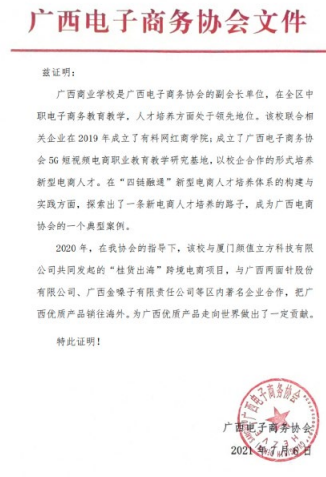 广西电子商务协会文件
兹证明：
广西商业学校是广西电子商务协会的副会长单位，在全区中
职电子商务教育教学、人才培养方面处于领先地位。该校联合相
关企业在 2019 年成立了有料网红商学院；成立了广西电子商务协
会 5G 短视频电商职业教育教学研究基地，以校企合作的形式培养
新型电商人才。在“四链融通”新型电商人才培养体系的构建与
实践方面，探索出了一条新电商人才培养的路子，成为广西电商
协会的一个典型案例。
2020 年，在我协会的指导下，该校与厦门颜值立方科技有限
公司共同发起的“桂货出海”跨境电商项目，与广西两面针股份
有限公司、广西金嗓子有限责任公司等区内著名企业合作，把广
西优质产品销往海外。为广西优质产品走向世界做出了一定贡献。
特此证明！
广西电子商务协会
2021 年 7 月 6 日
广西电子商务协会